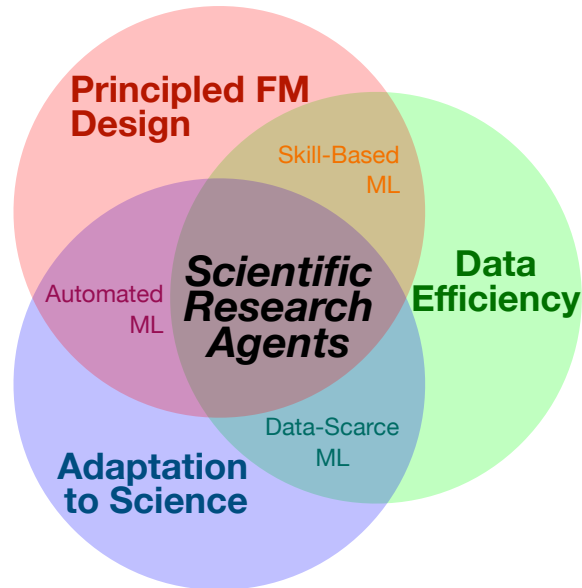 Principled FM
Design
Skill-Based
ML
Data
Efficiency
Scientific
Research
Agents
Automated
ML
Data-Scarce
ML
Adaptation
to Science